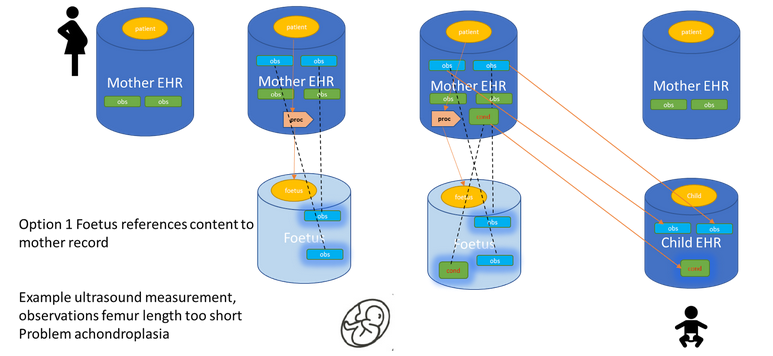 patient
Mother EHR
obs obs
patient
obs obs
Mother EHR
obs obs
proc
foetus
obs
Foetus
obs
patient
obs obs
Mother EHR
obs obs
proc cond
foetus
obs
Foetus
obs
cond
patient
Mother EHR
obs obs
Child
obs obs
Child EHR
cond
Option 1 Foetus references content to
mother record
Example ultrasound measurement,
observations femur length too short
Problem achondroplasia